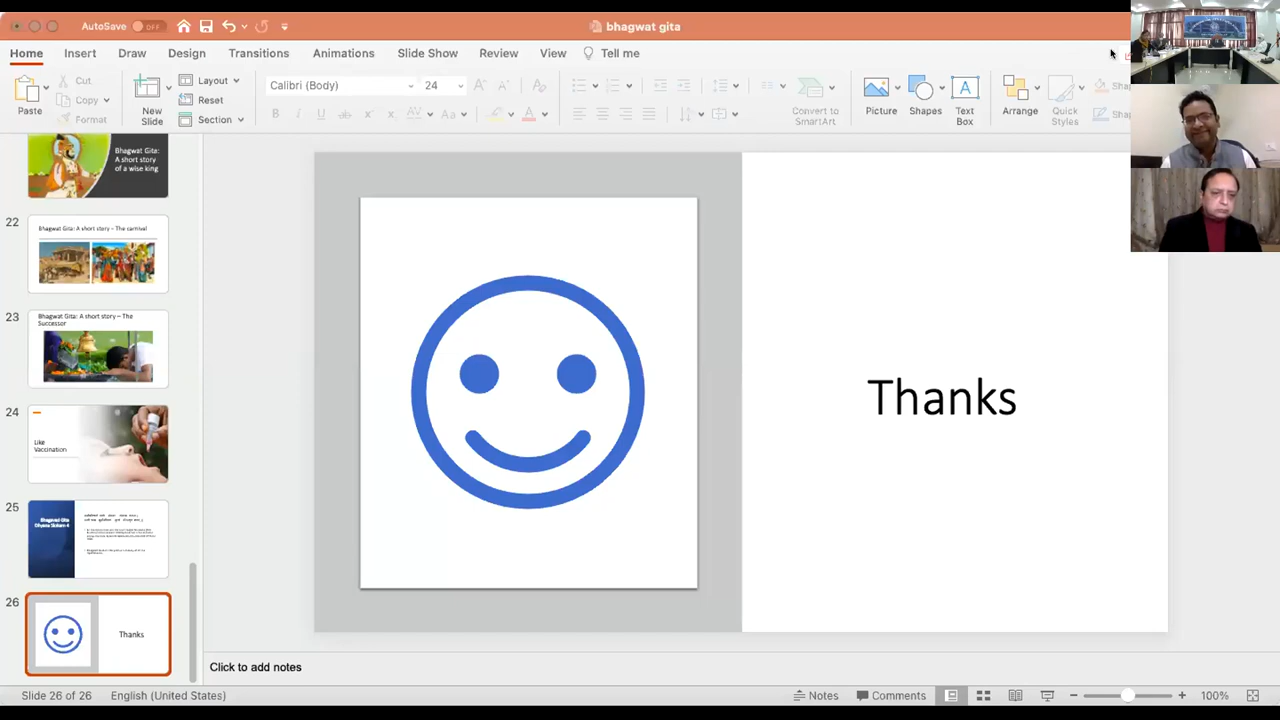 AutoSave OFF
bhagwat gita
Home Insert Draw Design Transitions Animations Slide Show Review View Tell me
Paste
Cut
Copy
Format
New Slide
Layout
Reset
Section
Calibri (Body) 24
Convert to SmartArt
Picture
Shapes
Text Box
Arrange
Quick Styles
Bhagwat Gita:
A short story
of a wise king
22
Bhagwat Gita: A short story – The carnival
23
Bhagwat Gita: A short story – The
Successor
24
Like
Vaccination
25
Bhagwat Gita
26
Thanks
Thanks
Click to add notes
Slide 26 of 26 English (United States) Notes Comments 100%